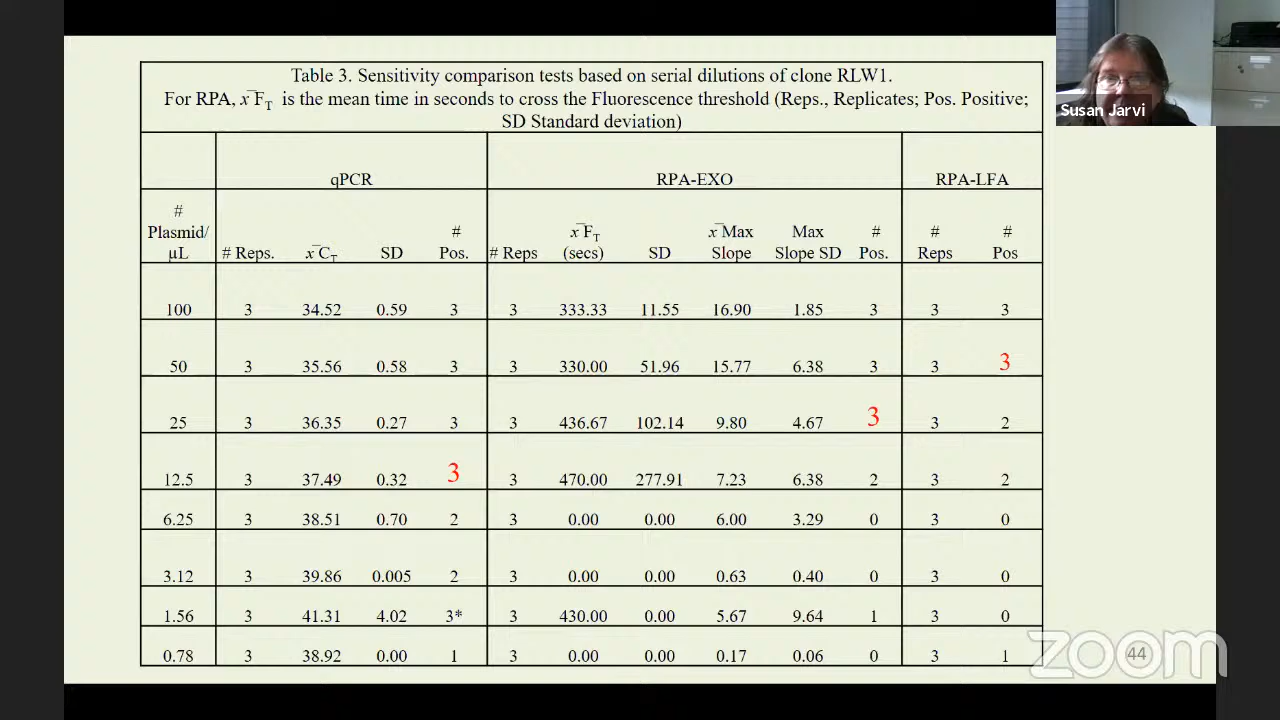 Table 3. Sensitivity comparison tests based on serial dilutions of clone RLW1.
For RPA, x̅F_T is the mean time in seconds to cross the Fluorescence threshold (Reps., Replicates; Pos. Positive;
SD Standard deviation)
Susan Jarvi
qPCR RPA-EXO RPA-LFA
# Plasmid/ µL # Reps. x̅C_T SD # Pos. # Reps x̅F_T (secs) SD x̅Max Slope Max Slope SD # Pos. # Reps # Pos
100 3 34.52 0.59 3 3 333.33 11.55 16.90 1.85 3 3 3
50 3 35.56 0.58 3 3 330.00 51.96 15.77 6.38 3 3 3
25 3 36.35 0.27 3 3 436.67 102.14 9.80 4.67 3 3 2
12.5 3 37.49 0.32 3 3 470.00 277.91 7.23 6.38 2 3 2
6.25 3 38.51 0.70 2 3 0.00 0.00 6.00 3.29 0 3 0
3.12 3 39.86 0.005 2 3 0.00 0.00 0.63 0.40 0 3 0
1.56 3 41.31 4.02 3* 3 430.00 0.00 5.67 9.64 1 3 0
0.78 3 38.92 0.00 1 3 0.00 0.00 0.17 0.06 0 3 1
zoom
44